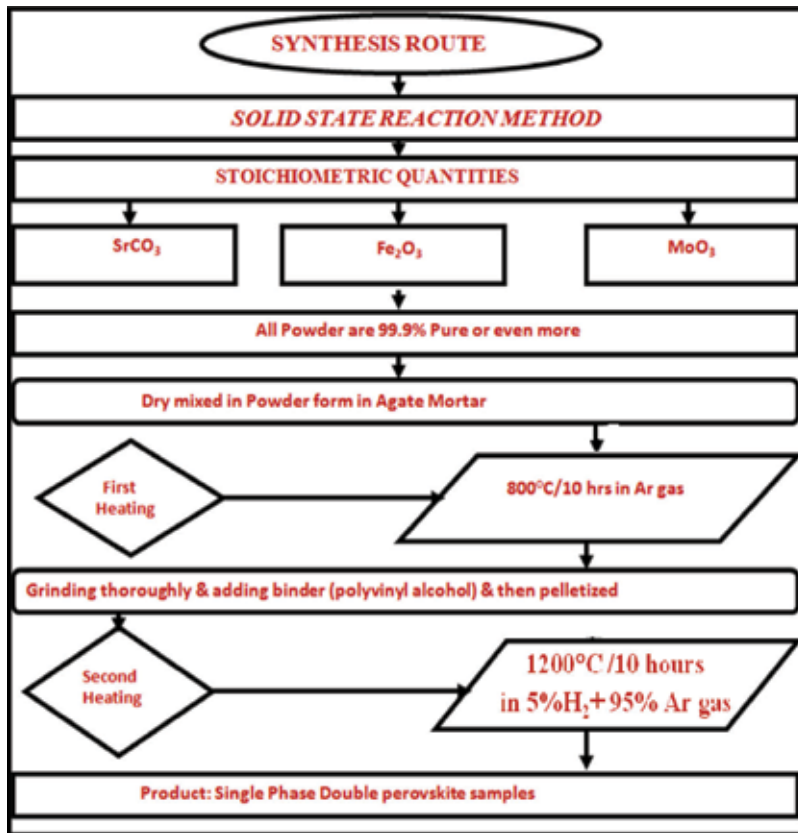 SYNTHESIS ROUTE
SOLID STATE REACTION METHOD
STOICHIOMETRIC QUANTITIES
SrCO₃
Fe₂O₃
MoO₃
All Powder are 99.9% Pure or even more
Dry mixed in Powder form in Agate Mortar
First
Heating
800°C/10 hrs in Ar gas
Grinding thoroughly & adding binder (polyvinyl alcohol) & then pelletized
Second
Heating
1200°C /10 hours
in 5%H₂+95% Ar gas
Product: Single Phase Double perovskite samples